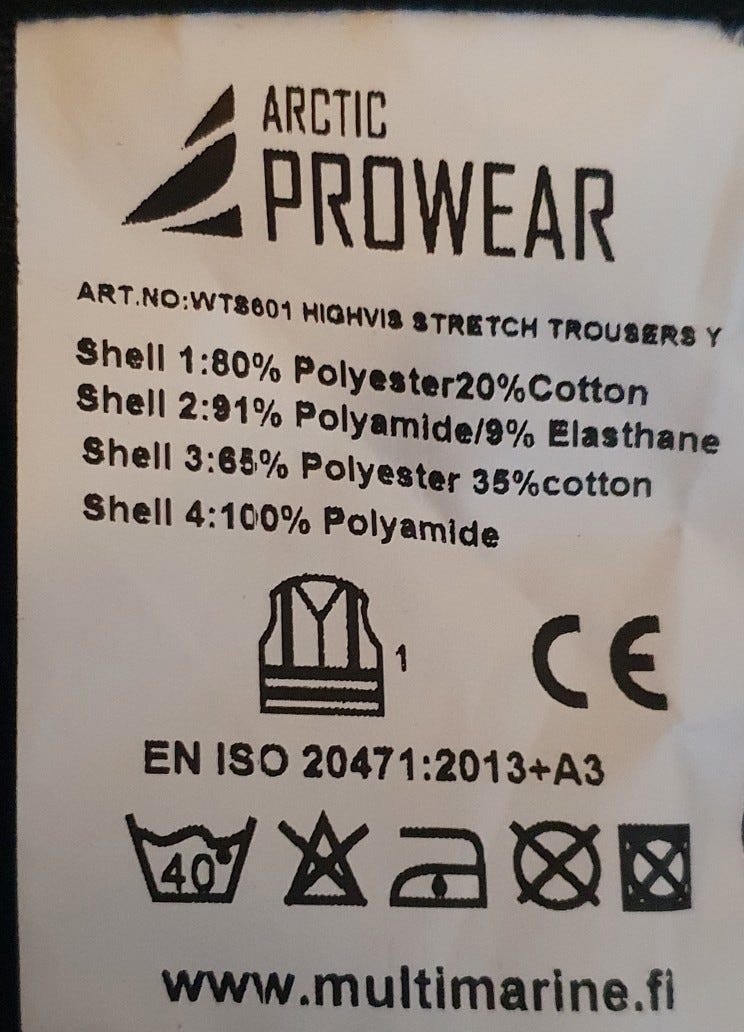 ARCTIC
PROWEAR
ART.NO:WTS601 HIGHVIS STRETCH TROUSERS Y
Shell 1:80% Polyester20%Cotton
Shell 2:91% Polyamide/9% Elasthane
Shell 3:65% Polyester 35%cotton
Shell 4:100% Polyamide
1
CE
EN ISO 20471:2013+A3
40°
www.multimarine.fi